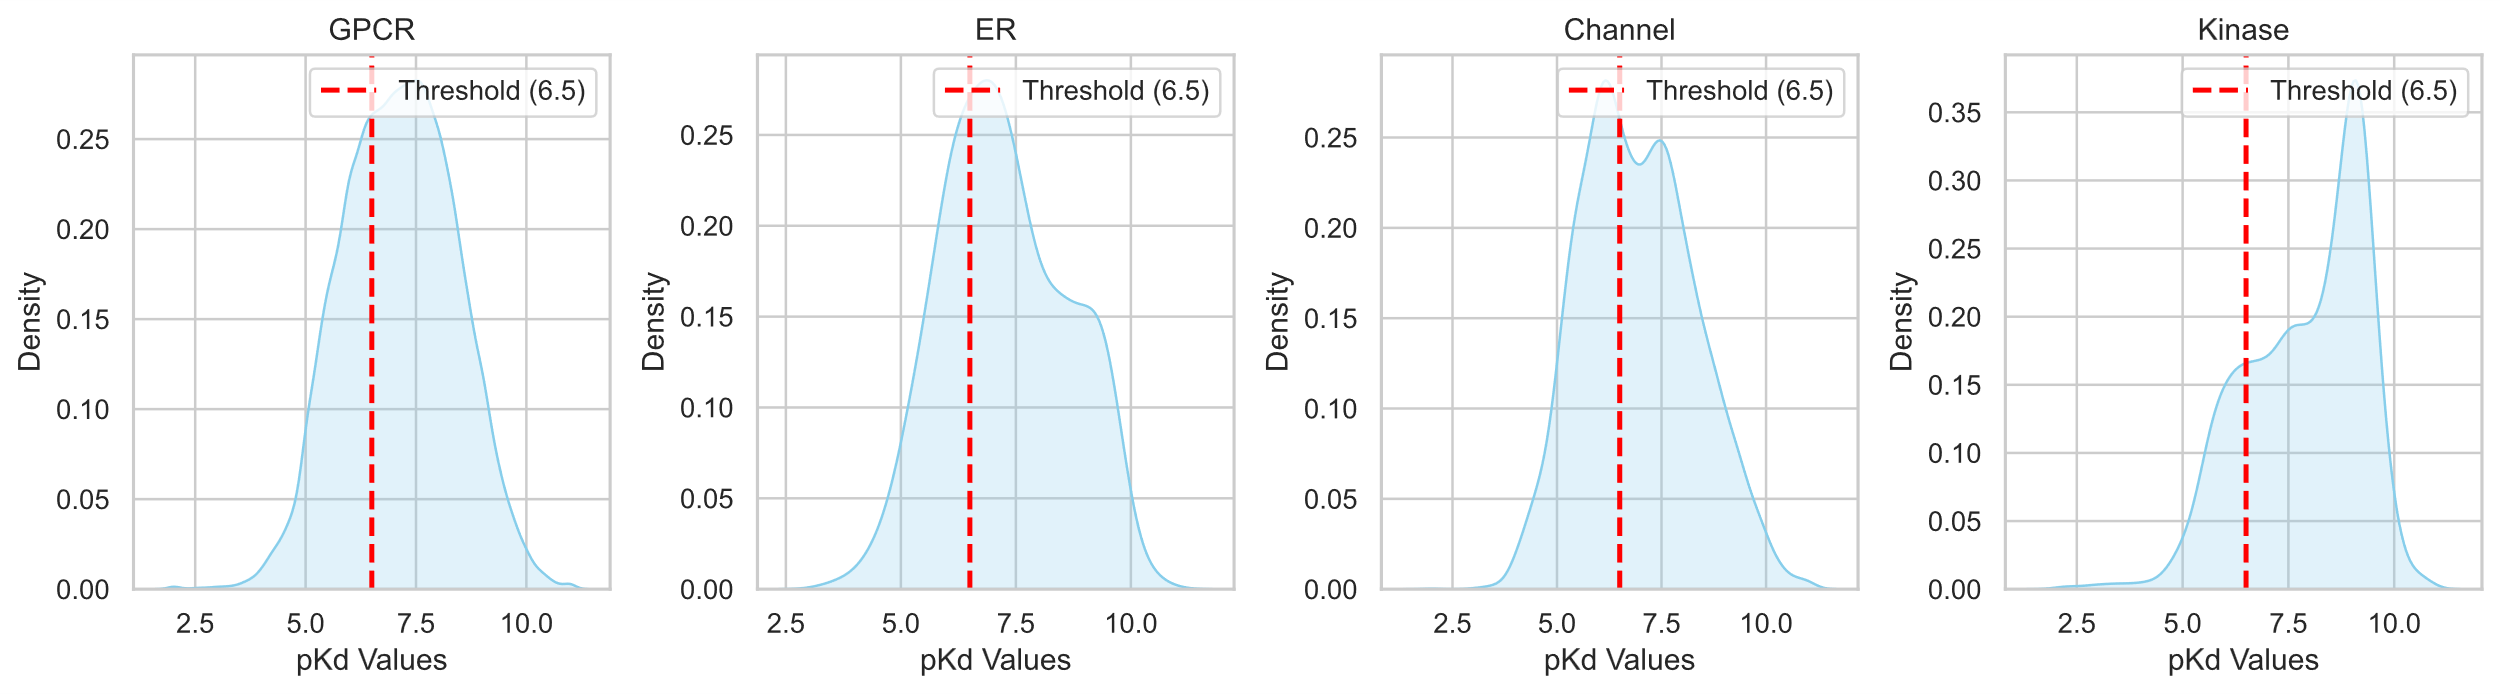 GPCR
Threshold (6.5)
Density
0.25
0.20
0.15
0.10
0.05
0.00
2.5 5.0 7.5 10.0
pKd Values
ER
Threshold (6.5)
Density
0.25
0.20
0.15
0.10
0.05
0.00
2.5 5.0 7.5 10.0
pKd Values
Channel
Threshold (6.5)
Density
0.25
0.20
0.15
0.10
0.05
0.00
2.5 5.0 7.5 10.0
pKd Values
Kinase
Threshold (6.5)
Density
0.35
0.30
0.25
0.20
0.15
0.10
0.05
0.00
2.5 5.0 7.5 10.0
pKd Values